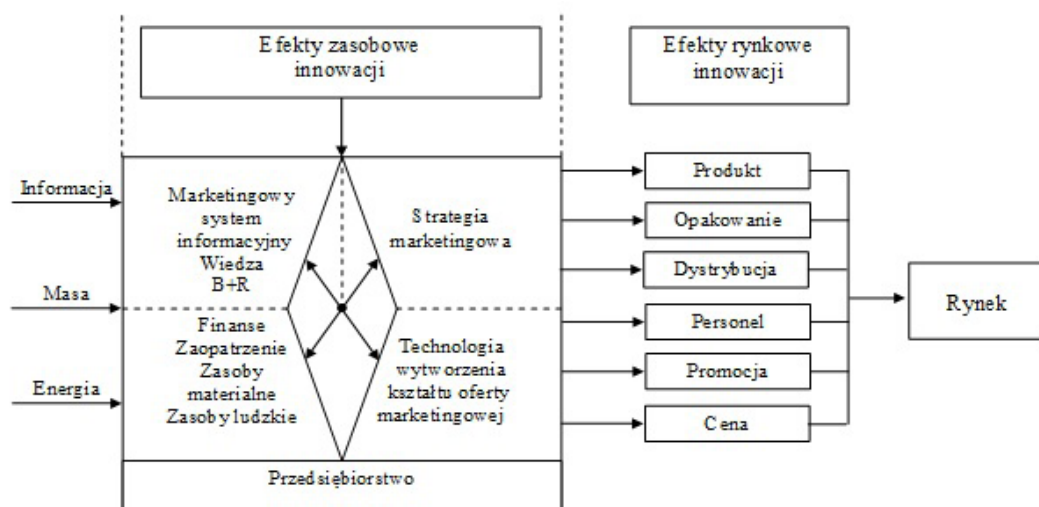 Efekty zasobowe
innowacji
Efekty rynkowe
innowacji
Informacja
Masa
Energia
Marketingowy
system
informacyjny
Wiedza
B+R
Strategia
marketingowa
Finanse
Zaopatrzenie
Zasoby
materialne
Zasoby ludzkie
Technologia
wytworzenia
kształtu oferty
marketingowej
Przedsiębiorstwo
Produkt
Opakowanie
Dystrybucja
Personel
Promocja
Cena
Rynek